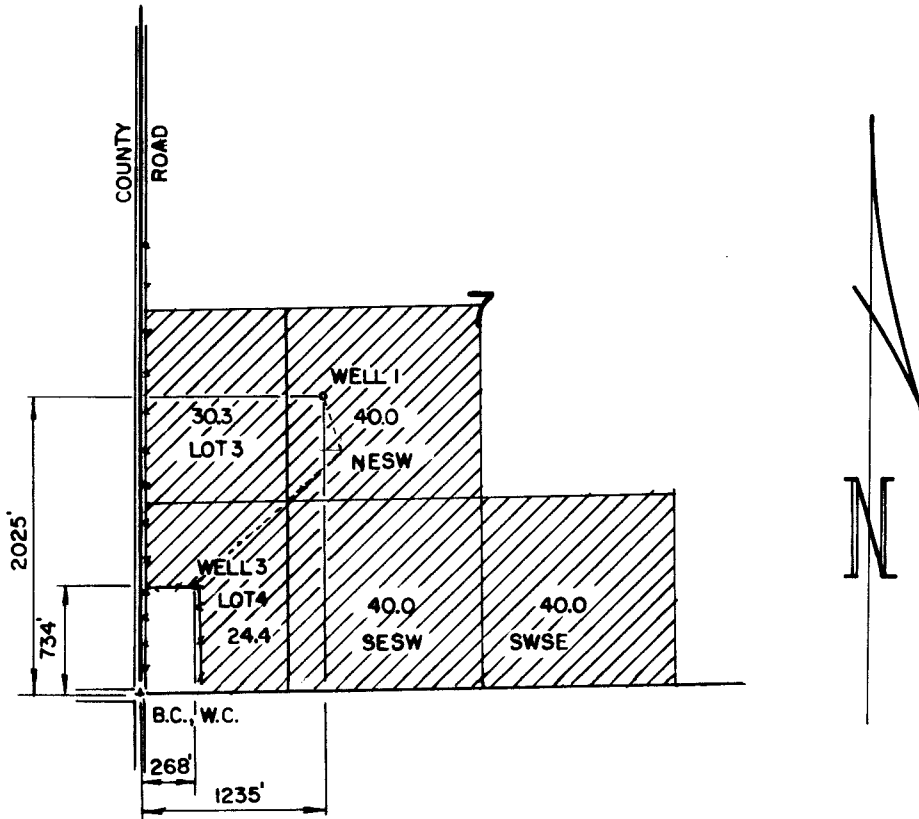 COUNTY ROAD
7
WELL 1
30.3
40.0
LOT 3
NESW
2025'
WELL 3
LOT 4
24.4
40.0
40.0
SESW
SWSE
734'
N
B.C., W.C.
268'
1235'